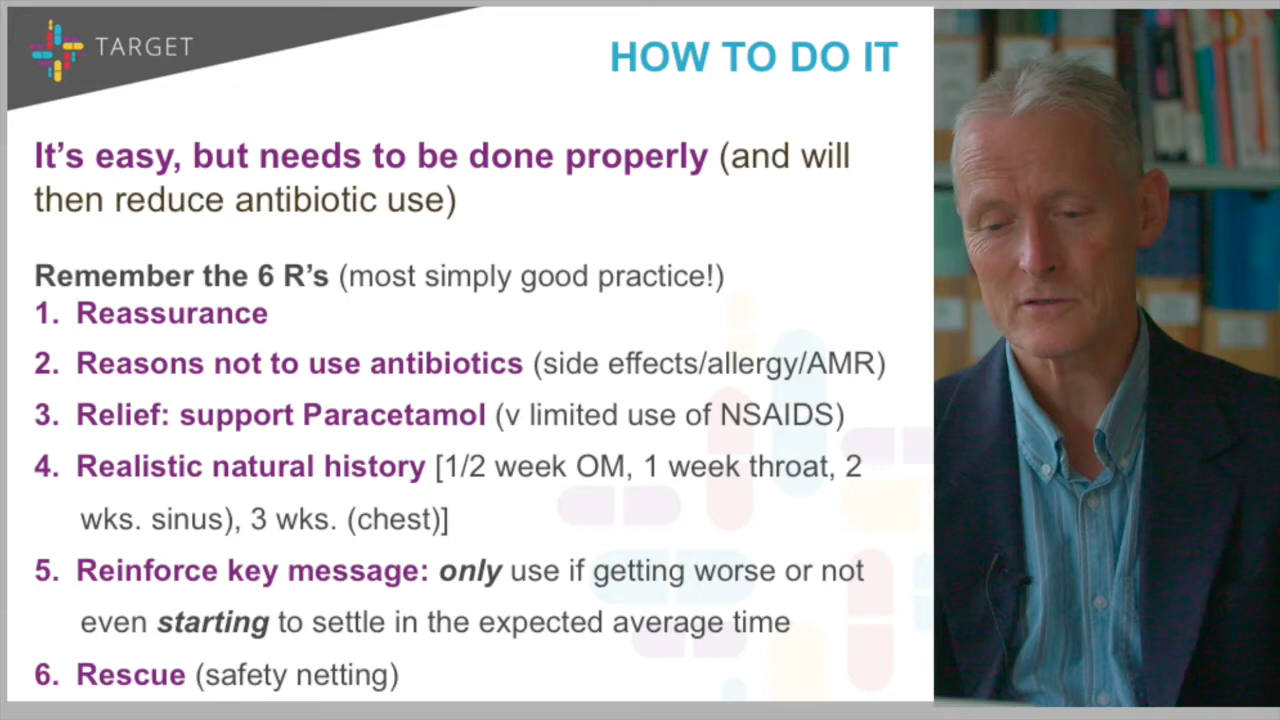 TARGET
HOW TO DO IT
It's easy, but needs to be done properly (and will
then reduce antibiotic use)
Remember the 6 R's (most simply good practice!)
1. Reassurance
2. Reasons not to use antibiotics (side effects/allergy/AMR)
3. Relief: support Paracetamol (v limited use of NSAIDS)
4. Realistic natural history [1/2 week OM, 1 week throat, 2
wks. sinus), 3 wks. (chest)]
5. Reinforce key message: only use if getting worse or not
even starting to settle in the expected average time
6. Rescue (safety netting)